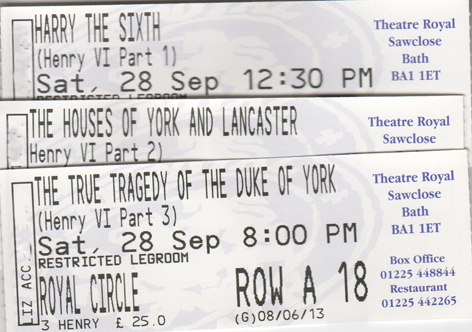 HARRY THE SIXTH
(Henry VI Part 1)
Sat, 28 Sep 12:30 PM
RESTRICTED LEGROOM
Theatre Royal
Sawclose
Bath
BA1 1ET
THE HOUSES OF YORK AND LANCASTER
Henry VI Part 2)
Theatre Royal
Sawclose
THE TRUE TRAGEDY OF THE DUKE OF YORK
(Henry VI Part 3)
Sat, 28 Sep 8:00 PM
RESTRICTED LEGROOM
ROYAL CIRCLE ROW A 18
3 HENRY £ 25.0 (G)08/06/13
LIZ ACC
Theatre Royal
Sawclose
Bath
BA1 1ET
Box Office
01225 448844
Restaurant
01225 442265